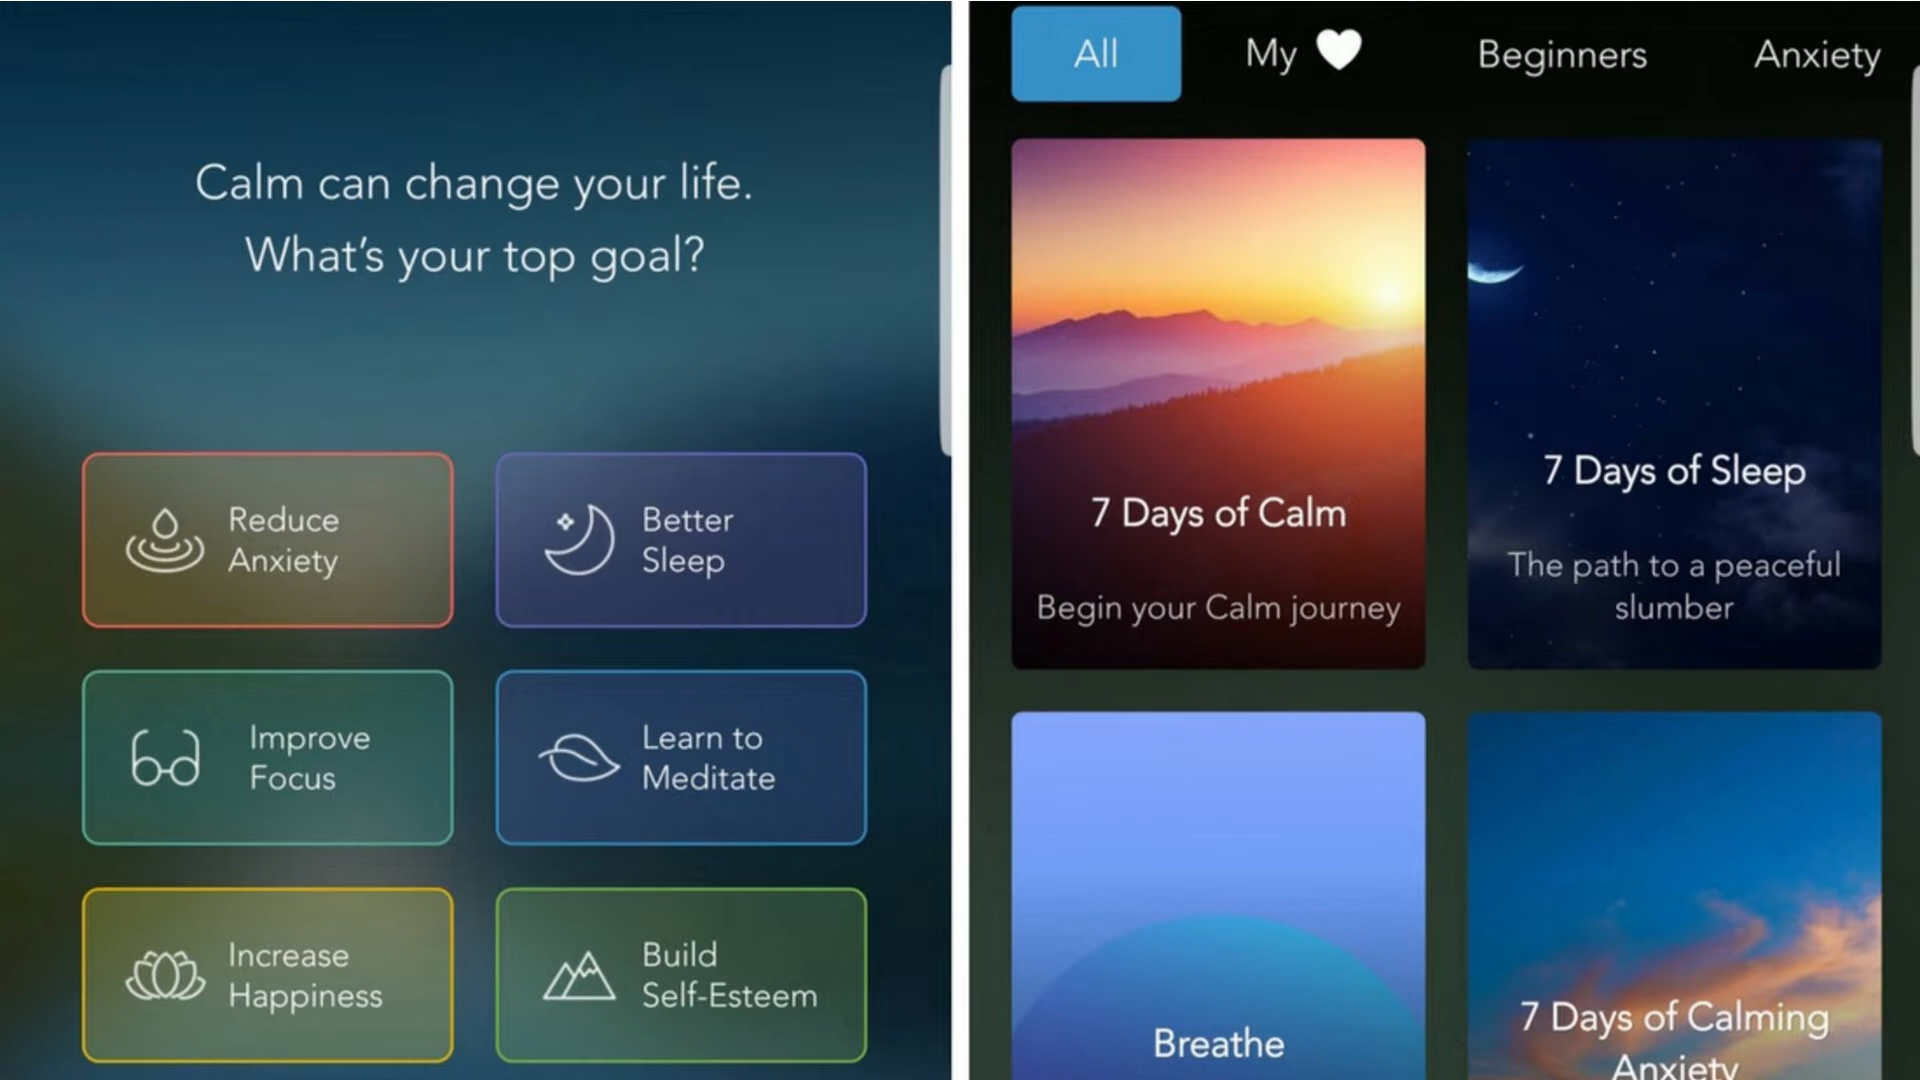 Calm can change your life.
What's your top goal?
Reduce
Anxiety
Better
Sleep
Improve
Focus
Learn to
Meditate
Increase
Happiness
Build
Self-Esteem
All
My
Beginners
Anxiety
7 Days of Calm
Begin your Calm journey
7 Days of Sleep
The path to a peaceful
slumber
Breathe
7 Days of Calming
Anxiety